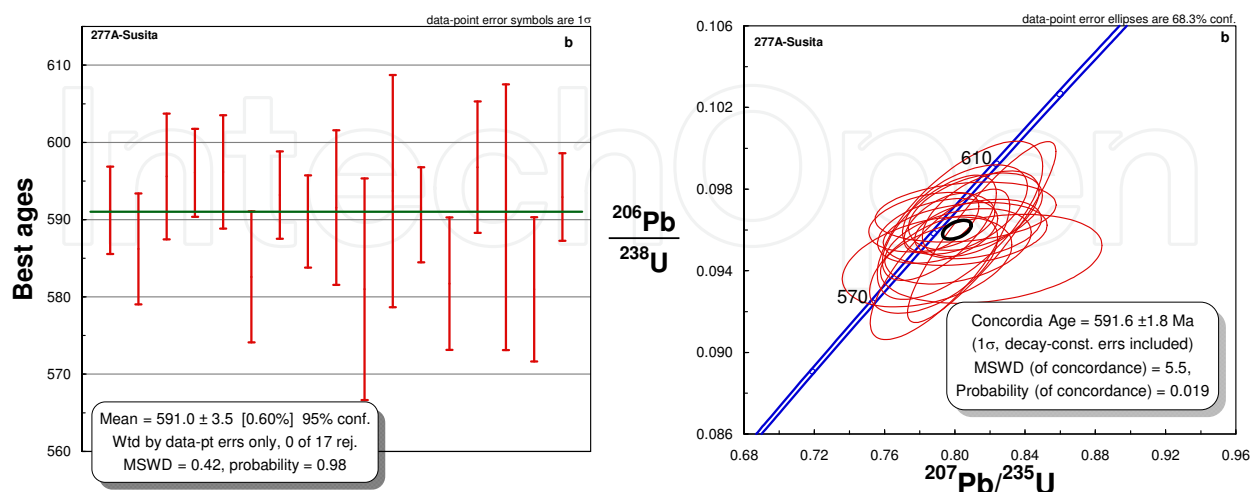 data-point error symbols are 1σ
277A-Susita
b
610
600
590
580
570
560
Best ages
Mean = 591.0 ± 3.5 [0.60%] 95% conf.
Wtd by data-pt errs only, 0 of 17 rej.
MSWD = 0.42, probability = 0.98
data-point error ellipses are 68.3% conf.
277A-Susita
b
0.106
0.102
0.098
0.094
0.090
0.086
206Pb
238U
610
570
Concordia Age = 591.6 ±1.8 Ma
(1σ, decay-const. errs included)
MSWD (of concordance) = 5.5,
Probability (of concordance) = 0.019
0.68 0.72 0.76 0.80 0.84 0.88 0.92 0.96
207Pb/235U
IntechOpen